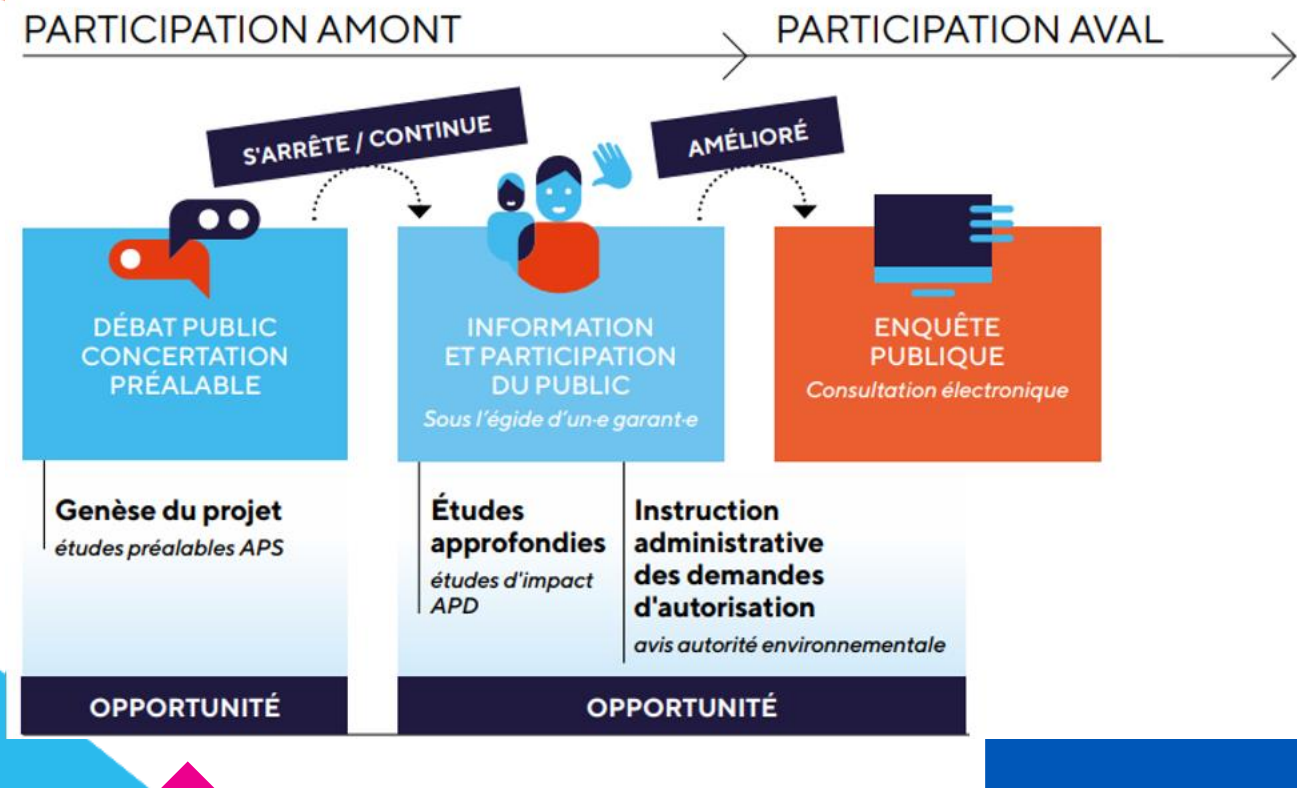 PARTICIPATION AMONT
PARTICIPATION AVAL
S'ARRÊTE / CONTINUE
AMÉLIORÉ
DÉBAT PUBLIC
CONCERTATION
PRÉALABLE
INFORMATION
ET PARTICIPATION
DU PUBLIC
Sous l'égide d'un·e garant·e
ENQUÊTE
PUBLIQUE
Consultation électronique
Genèse du projet
études préalables APS
Études
approfondies
études d'impact
APD
Instruction
administrative
des demandes
d'autorisation
avis autorité environnementale
OPPORTUNITÉ
OPPORTUNITÉ